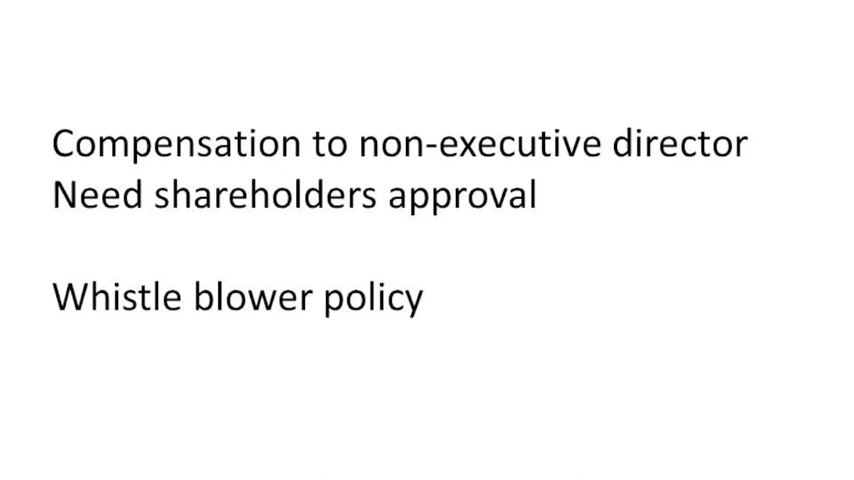 Compensation to non-executive director
Need shareholders approval
Whistle blower policy